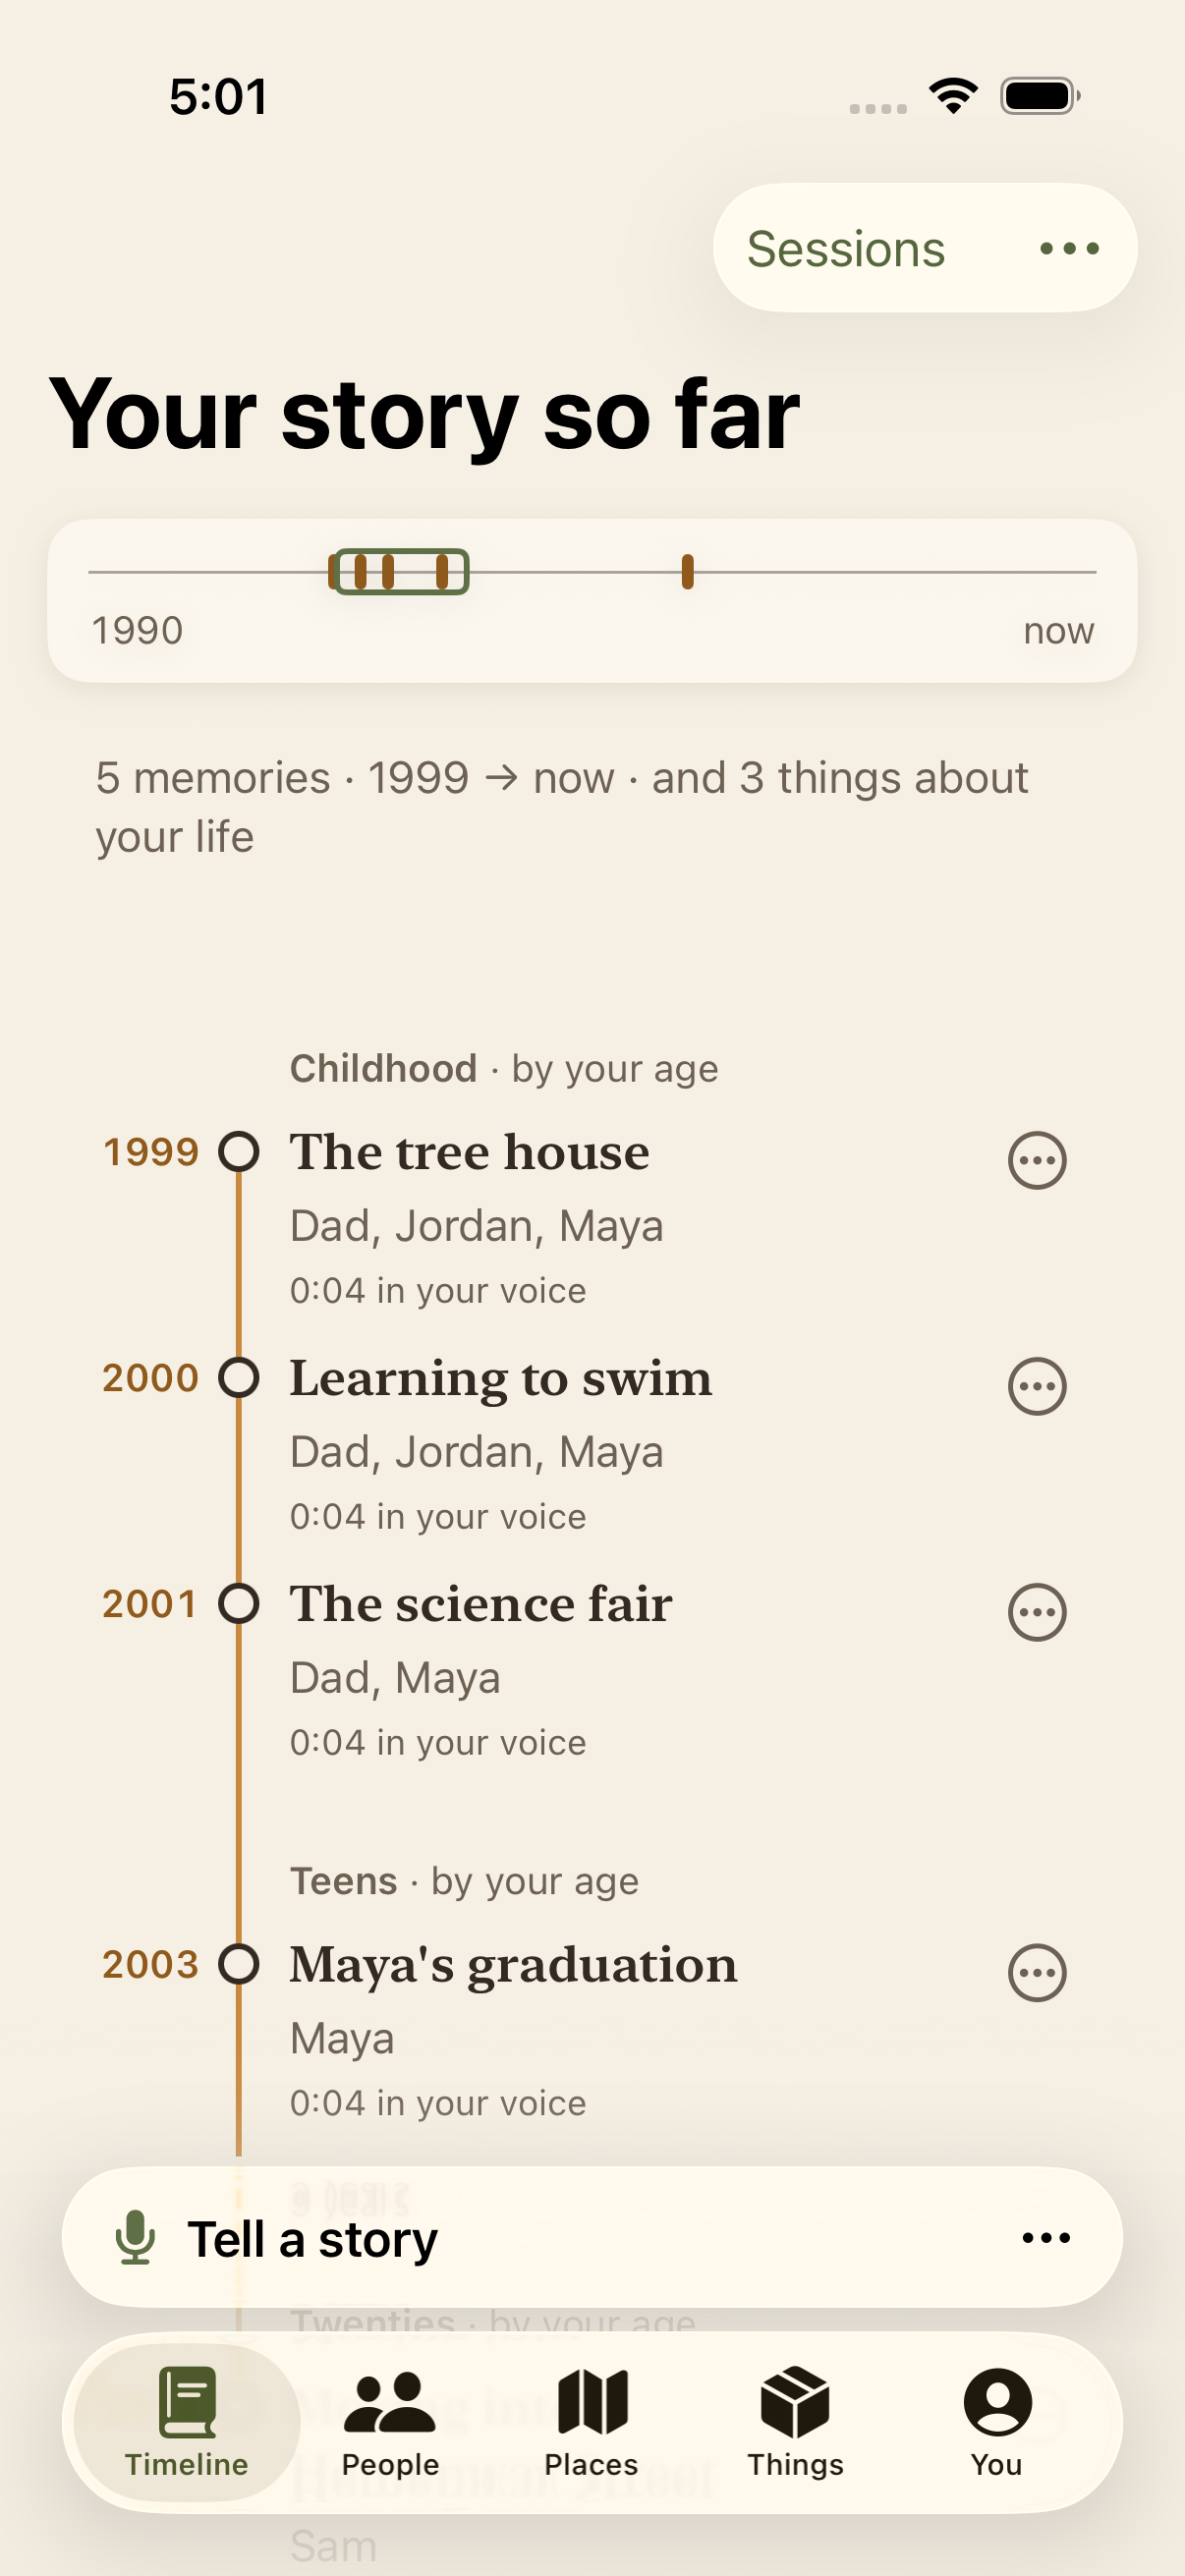 5:01
Sessions
Your story so far
1990
now
5 memories · 1999 → now · and 3 things about
your life
Childhood · by your age
1999
The tree house
Dad, Jordan, Maya
0:04 in your voice
2000
Learning to swim
Dad, Jordan, Maya
0:04 in your voice
2001
The science fair
Dad, Maya
0:04 in your voice
Teens · by your age
2003
Maya's graduation
Maya
0:04 in your voice
Tell a story
Twenties · by your age
Timeline
People
Places
Things
You
Sam